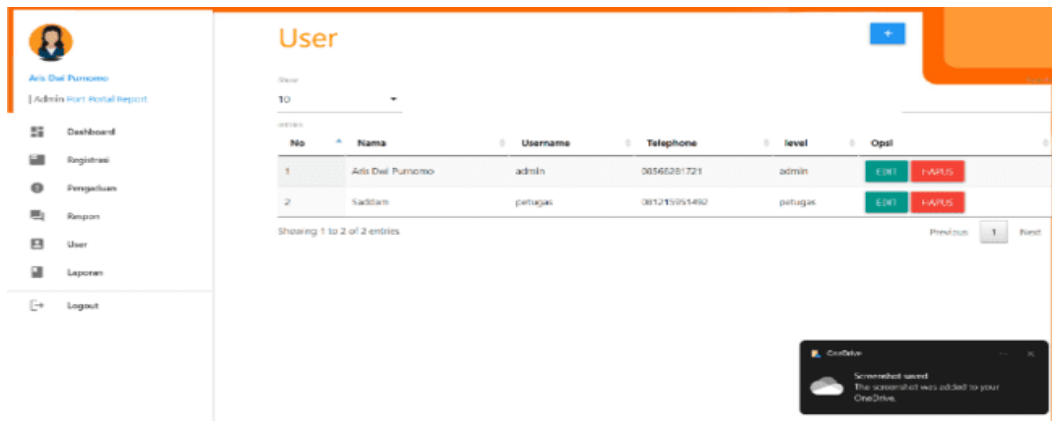 User
+
Aris Dwi Purnomo
| Admin Port Portal Report
Show
10
entries
Dashboard
Registrasi
Pengaduan
Respon
User
Laporan
Logout
No Nama Username Telephone level Opsi
1 Aris Dwi Purnomo admin 08566281721 admin EDIT HAPUS
2 Saddam petugas 081215951492 petugas EDIT HAPUS
Showing 1 to 2 of 2 entries
Previous 1 Next
OneDrive
Screenshot saved
The screenshot was added to your
OneDrive.